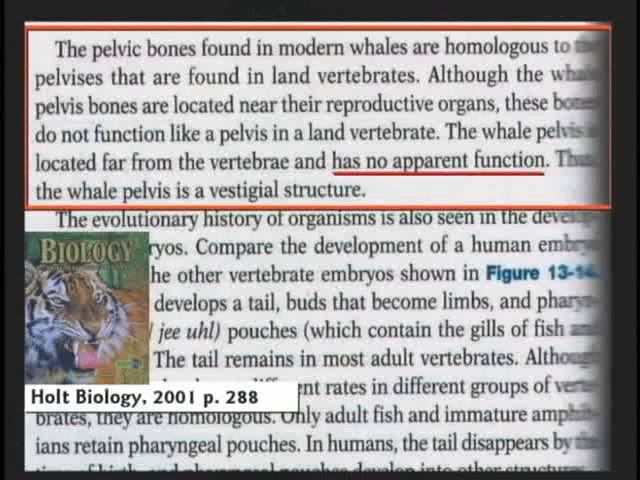 The pelvic bones found in modern whales are homologous to
pelvises that are found in land vertebrates. Although the
pelvis bones are located near their reproductive organs, these
do not function like a pelvis in a land vertebrate. The whale pelvis
located far from the vertebrae and has no apparent function.
the whale pelvis is a vestigial structure.
The evolutionary history of organisms is also seen in the
BIOLOGY ryos. Compare the development of a human
he other vertebrate embryos shown in Figure 13-14.
develops a tail, buds that become limbs, and
jee uhl) pouches (which contain the gills of fish
The tail remains in most adult vertebrates.
nt rates in different groups of
Holt Biology, 2001 p. 288
brates, they are homologous. Only adult fish and immature
ians retain pharyngeal pouches. In humans, the tail disappears by